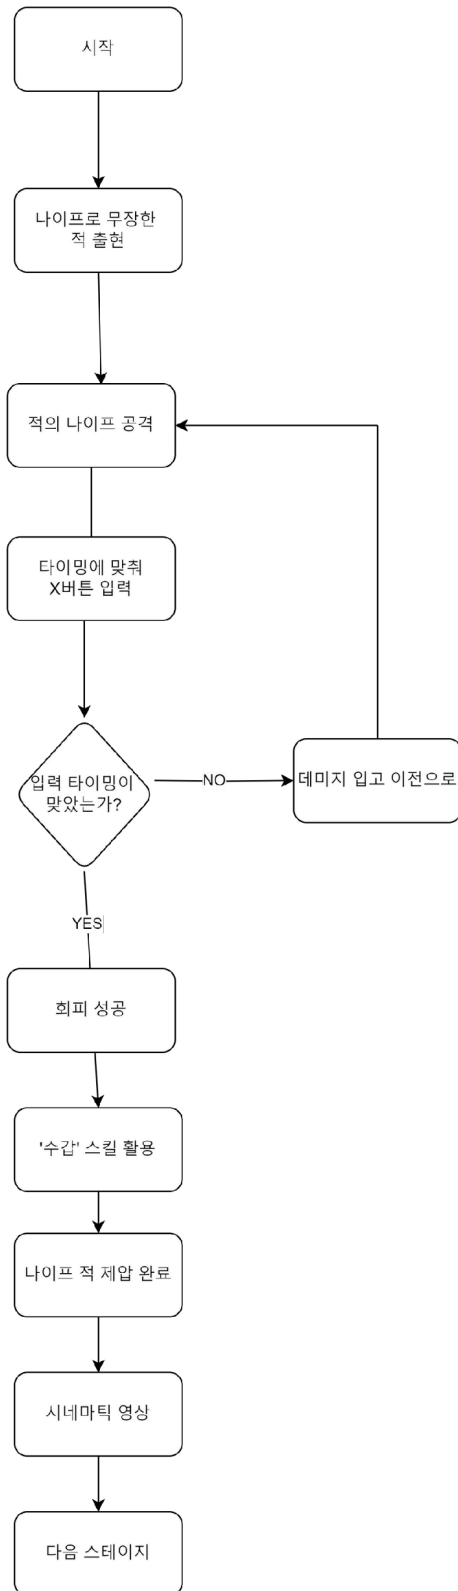 시작
나이프로 무장한
적 출현
적의 나이프 공격
타이밍에 맞춰
X버튼 입력
입력 타이밍이
맞았는가?
NO
데미지 입고 이전으로
YES
회피 성공
'수갑' 스킬 활용
나이프 적 제압 완료
시네마틱 영상
다음 스테이지